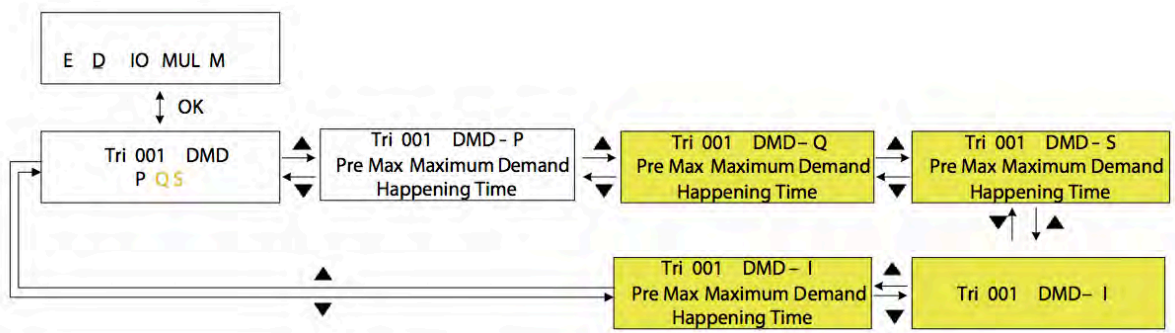 E D IO MUL M
OK
Tri 001 DMD
P Q S
Tri 001 DMD - P
Pre Max Maximum Demand
Happening Time
Tri 001 DMD - Q
Pre Max Maximum Demand
Happening Time
Tri 001 DMD - S
Pre Max Maximum Demand
Happening Time
Tri 001 DMD - I
Pre Max Maximum Demand
Happening Time
Tri 001 DMD - I